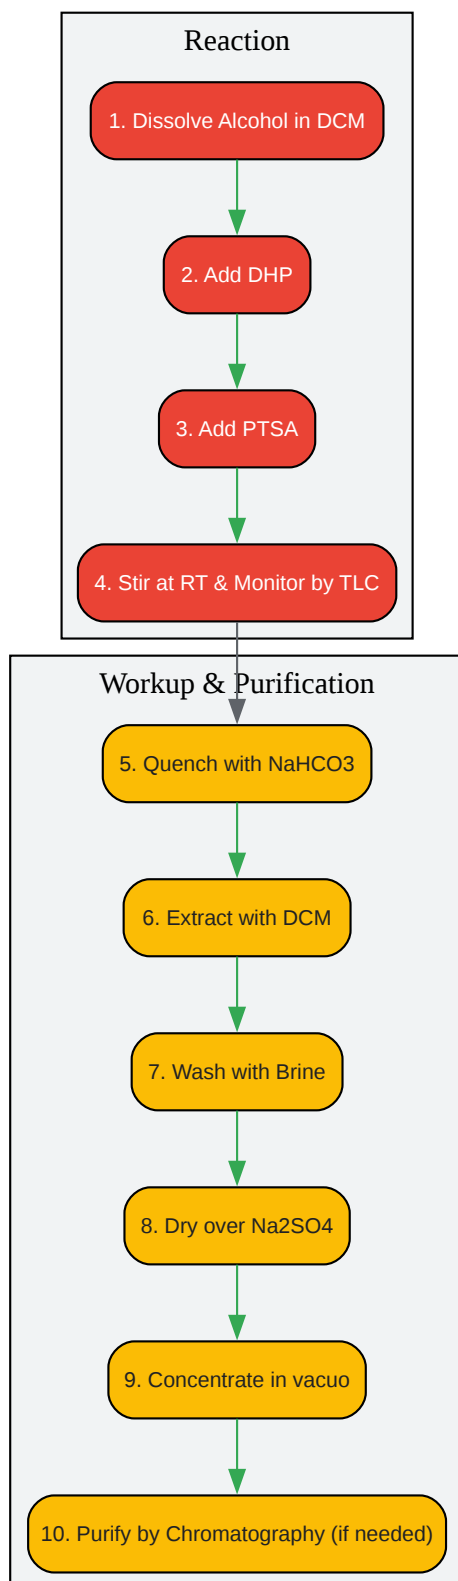 Reaction
1. Dissolve Alcohol in DCM
2. Add DHP
3. Add PTSA
4. Stir at RT & Monitor by TLC
Workup & Purification
5. Quench with NaHCO3
6. Extract with DCM
7. Wash with Brine
8. Dry over Na2SO4
9. Concentrate in vacuo
10. Purify by Chromatography (if needed)